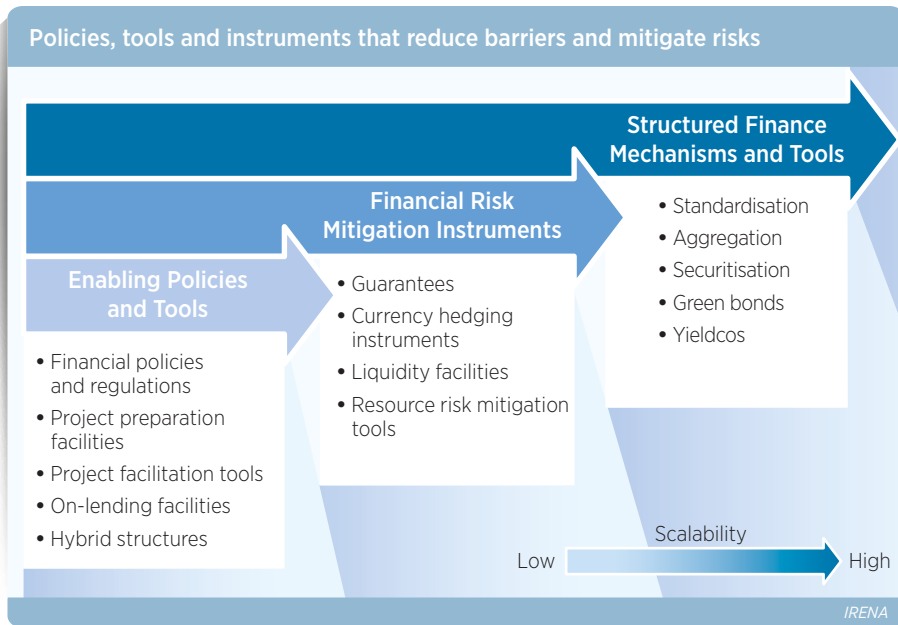 Policies, tools and instruments that reduce barriers and mitigate risks
Structured Finance
Mechanisms and Tools
• Standardisation
• Aggregation
• Securitisation
• Green bonds
• Yieldcos
Financial Risk
Mitigation Instruments
• Guarantees
• Currency hedging
instruments
• Liquidity facilities
• Resource risk mitigation
tools
Enabling Policies
and Tools
• Financial policies
and regulations
• Project preparation
facilities
• Project facilitation tools
• On-lending facilities
• Hybrid structures
Scalability
Low
High
IRENA